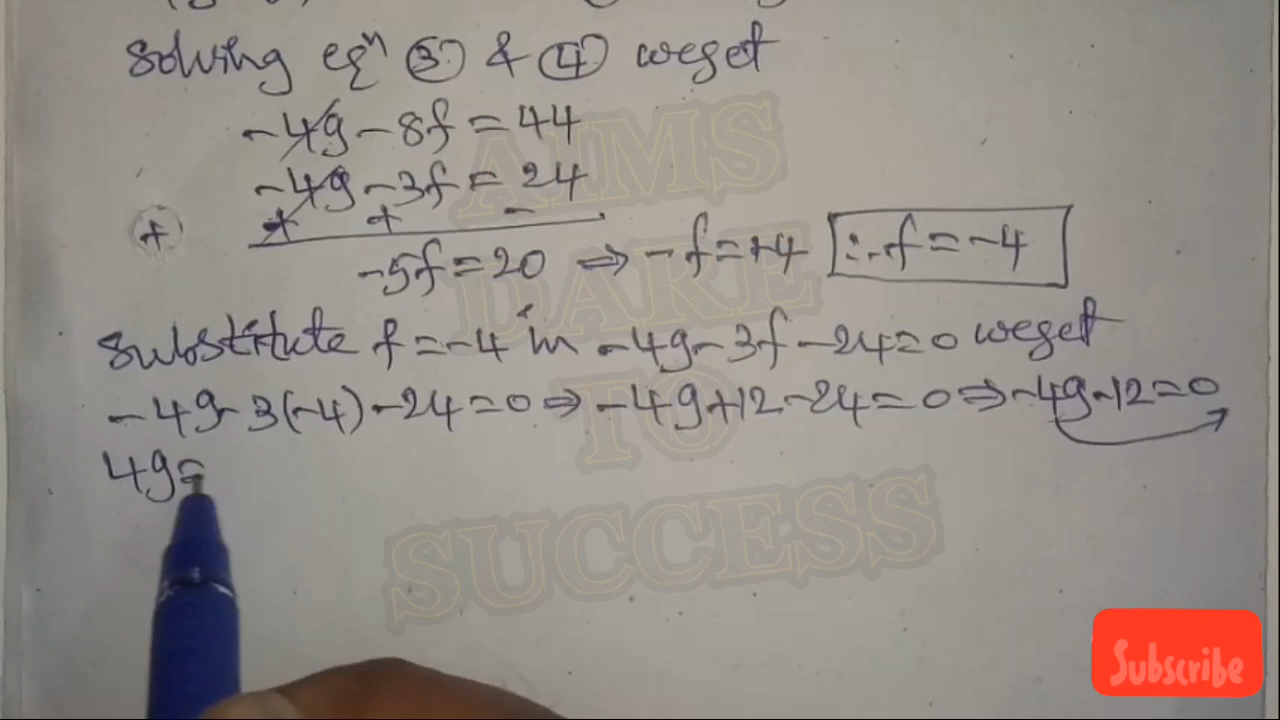 solving eqⁿ ③ & ④ we get
-4g - 8f = 44
-4g - 3f = 24
+ + -
(+)
-5f = 20 ⇒ -f = +4 ∴ f = -4
substitute f = -4 in -4g - 3f - 24 = 0 we get
-4g - 3(-4) - 24 = 0 ⇒ -4g + 12 - 24 = 0 ⇒ -4g - 12 = 0
4g =
AIMS
DARE
TO
SUCCESS
Subscribe